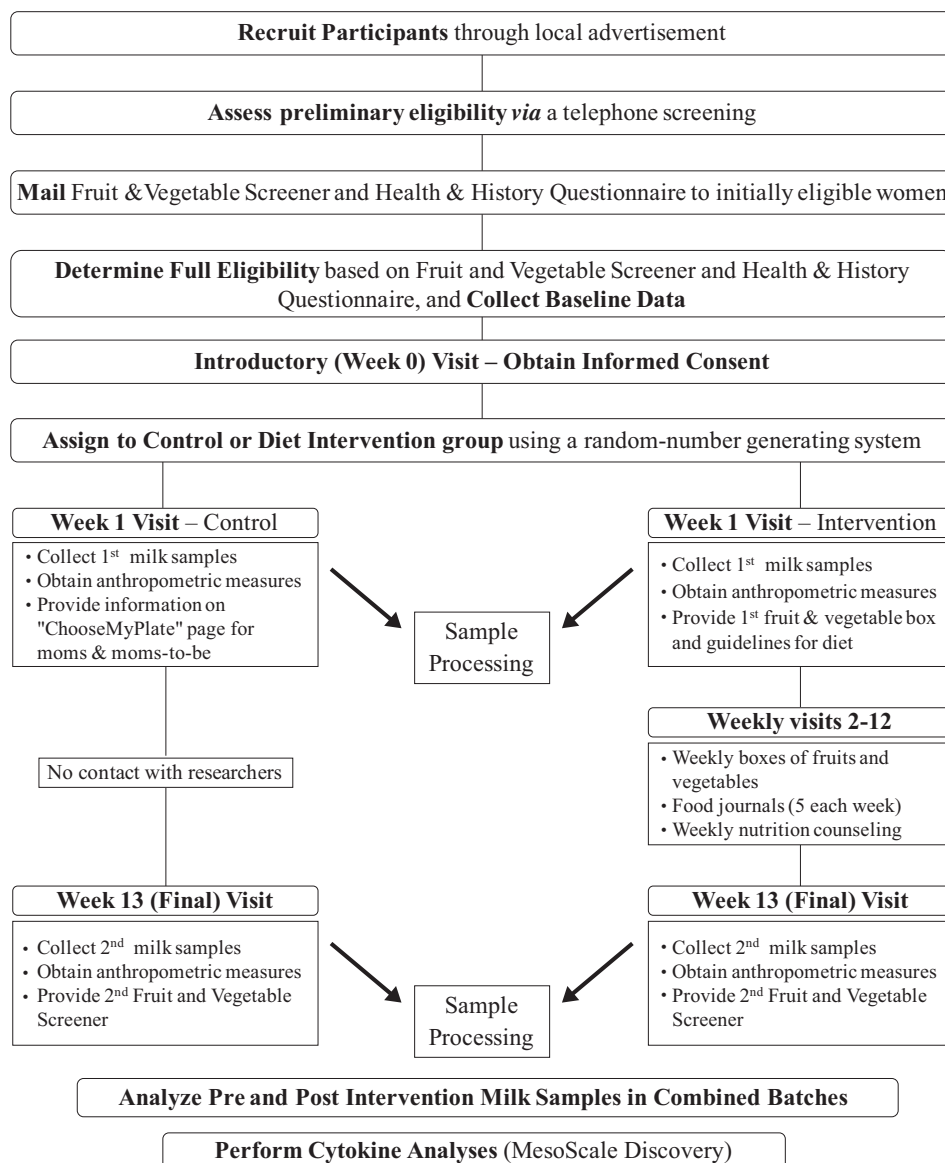 Recruit Participants through local advertisement
Assess preliminary eligibility via a telephone screening
Mail Fruit &Vegetable Screener and Health & History Questionnaire to initially eligible women
Determine Full Eligibility based on Fruit and Vegetable Screener and Health & History
Questionnaire, and Collect Baseline Data
Introductory (Week 0) Visit – Obtain Informed Consent
Assign to Control or Diet Intervention group using a random-number generating system
Week 1 Visit – Control
• Collect 1st milk samples
• Obtain anthropometric measures
• Provide information on
"ChooseMyPlate" page for
moms & moms-to-be
Sample
Processing
Week 1 Visit – Intervention
• Collect 1st milk samples
• Obtain anthropometric measures
• Provide 1st fruit & vegetable box
and guidelines for diet
No contact with researchers
Weekly visits 2-12
• Weekly boxes of fruits and
vegetables
• Food journals (5 each week)
• Weekly nutrition counseling
Week 13 (Final) Visit
• Collect 2nd milk samples
• Obtain anthropometric measures
• Provide 2nd Fruit and Vegetable
Screener
Sample
Processing
Week 13 (Final) Visit
• Collect 2nd milk samples
• Obtain anthropometric measures
• Provide 2nd Fruit and Vegetable
Screener
Analyze Pre and Post Intervention Milk Samples in Combined Batches
Perform Cytokine Analyses (MesoScale Discovery)